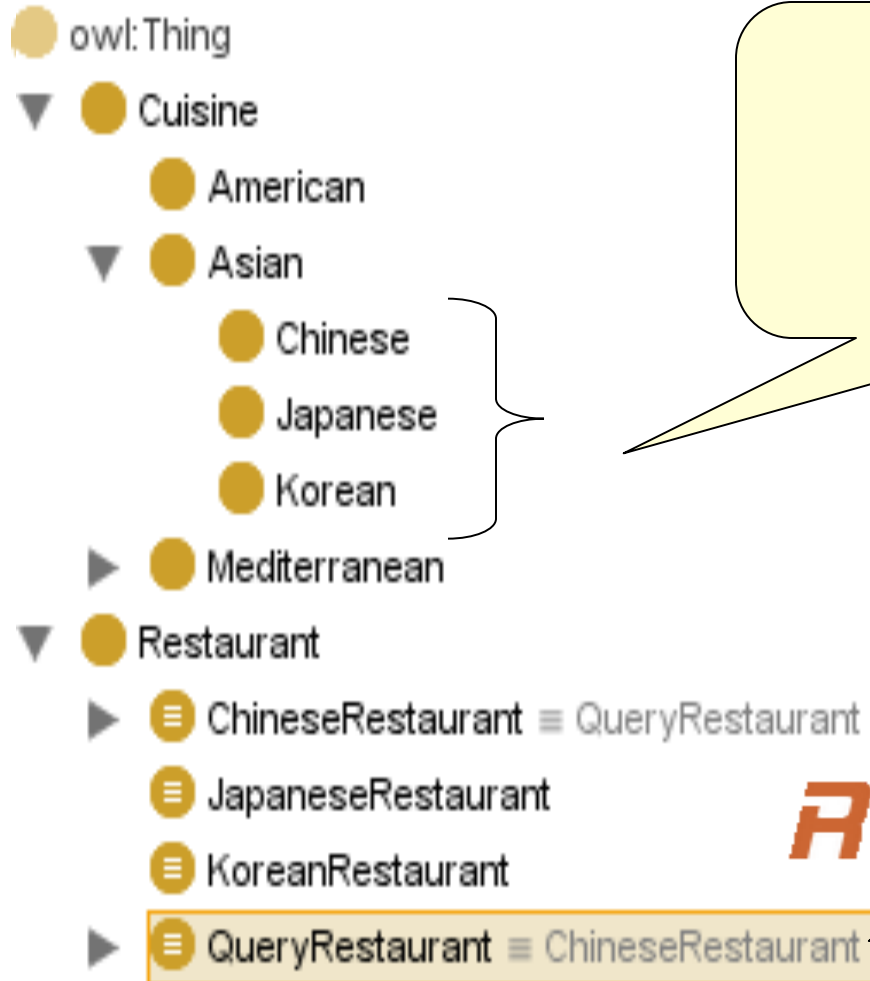 owl:Thing
Cuisine
American
Asian
Chinese
Japanese
Korean
Mediterranean
Restaurant
ChineseRestaurant ≡ QueryRestaurant
JapaneseRestaurant
R
KoreanRestaurant
QueryRestaurant ≡ ChineseRestaurant